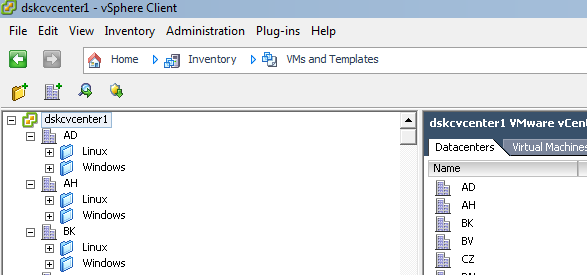 dskcvcenter1 - vSphere Client
File Edit View Inventory Administration Plug-ins Help
Home Inventory VMs and Templates
dskcvcenter1
AD
Linux
Windows
AH
Linux
Windows
BK
Linux
Windows
dskcvcenter1 VMware vCen
Datacenters Virtual Machines
Name
AD
AH
BK
BV
CZ